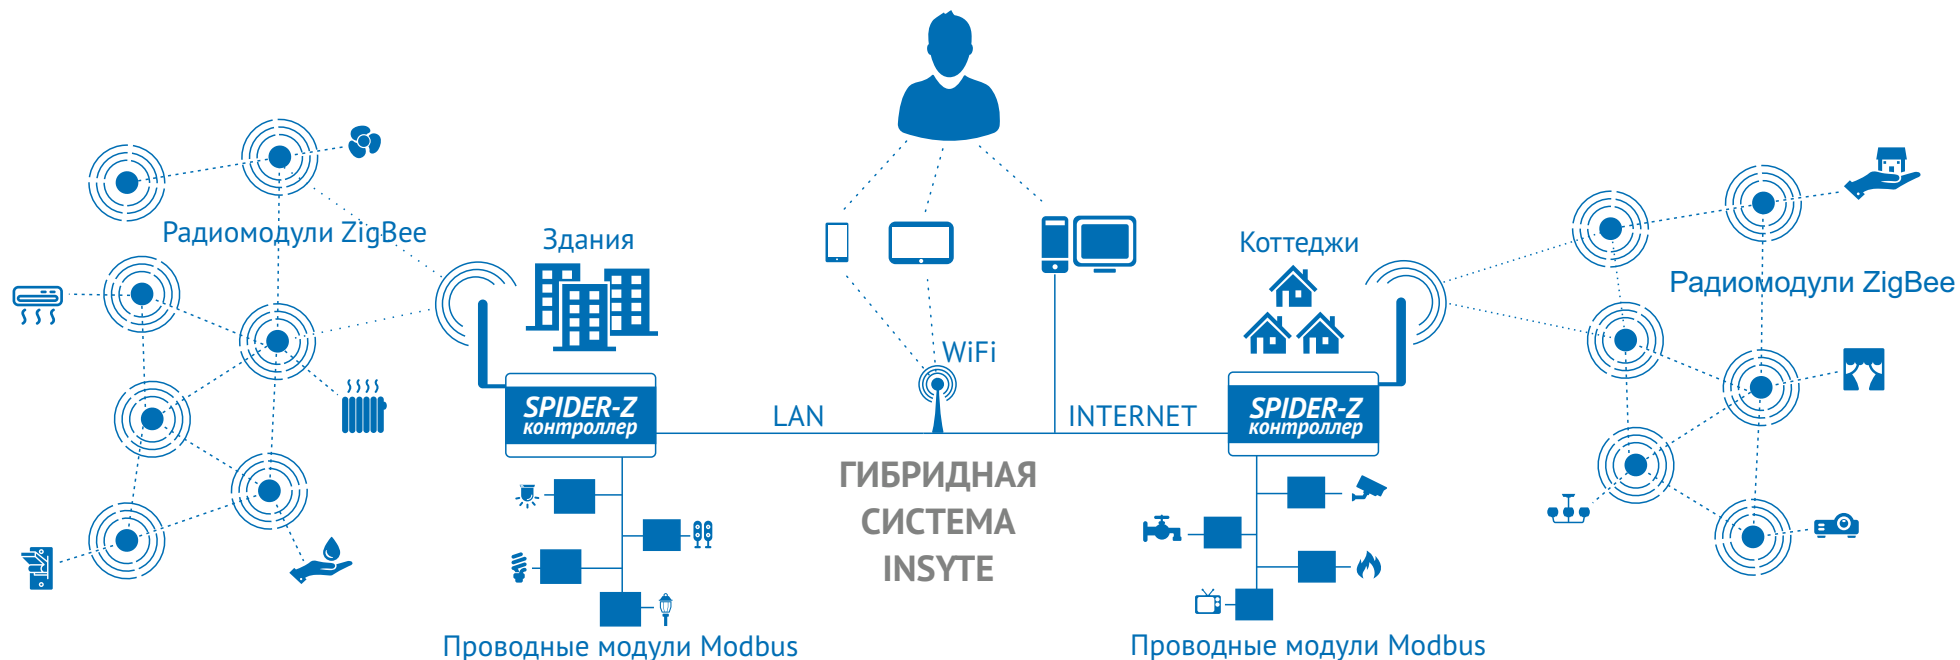 Радиомодули ZigBee
Здания
Коттеджи
Радиомодули ZigBee
WiFi
SPIDER-Z
контроллер
LAN
INTERNET
SPIDER-Z
контроллер
ГИБРИДНАЯ
СИСТЕМА
INSYTE
Проводные модули Modbus
Проводные модули Modbus